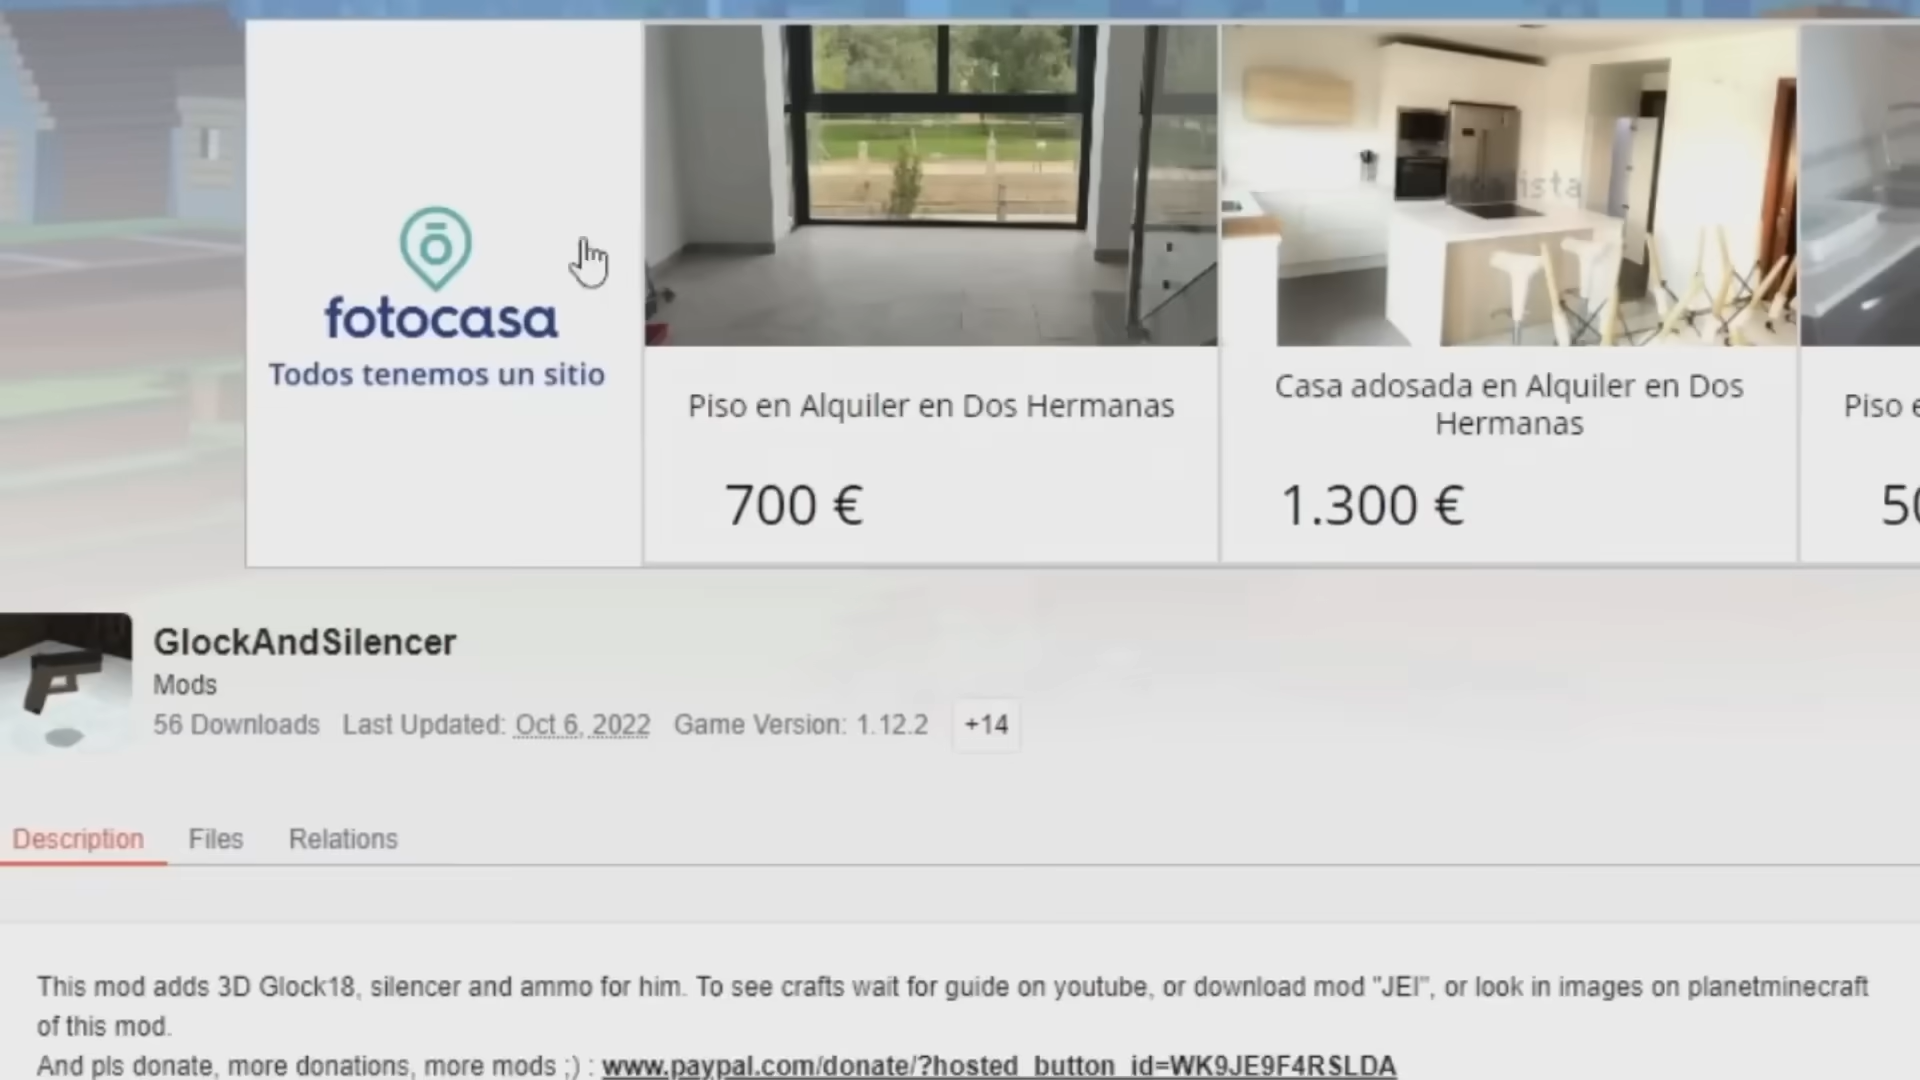 fotocasa
Todos tenemos un sitio
Piso en Alquiler en Dos Hermanas
700 €
Casa adosada en Alquiler en Dos
Hermanas
1.300 €
Piso e
50
GlockAndSilencer
Mods
56 Downloads Last Updated: Oct 6, 2022 Game Version: 1.12.2 +14
Description Files Relations
This mod adds 3D Glock18, silencer and ammo for him. To see crafts wait for guide on youtube, or download mod "JEI", or look in images on planetminecraft
of this mod.
And pls donate, more donations, more mods ;) : www.paypal.com/donate/?hosted_button_id=WK9JE9F4RSLDA